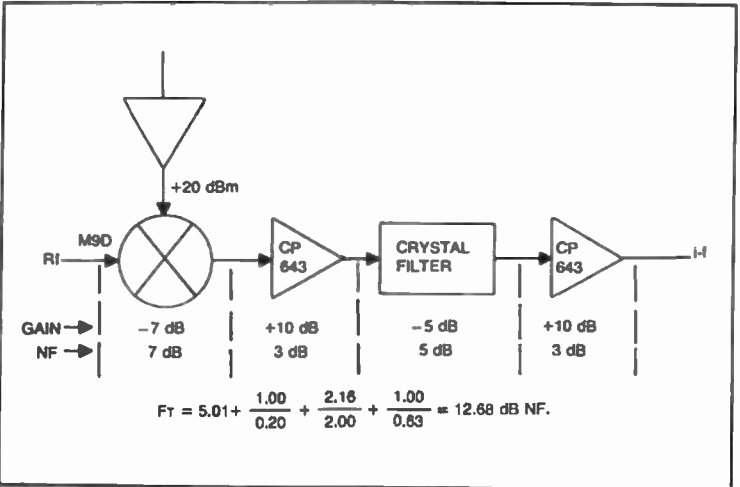 +20 dBm
M9D
Rf
CP
643
CRYSTAL
FILTER
CP
643
i-f
GAIN → -7 dB +10 dB -5 dB +10 dB
NF → 7 dB 3 dB 5 dB 3 dB
FT = 5.01+ 1.00/0.20 + 2.16/2.00 + 1.00/0.63 = 12.68 dB NF.